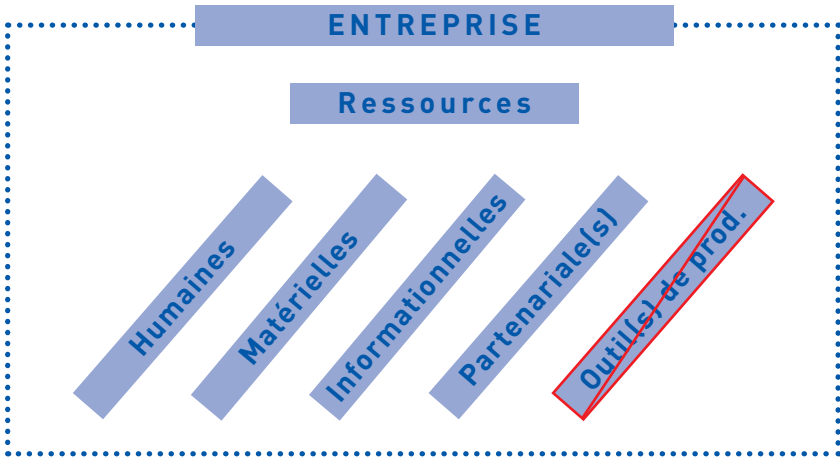 ENTREPRISE
Ressources
Humaines
Matérielles
Informationnelles
Partenariale(s)
Outil(s) de prod.